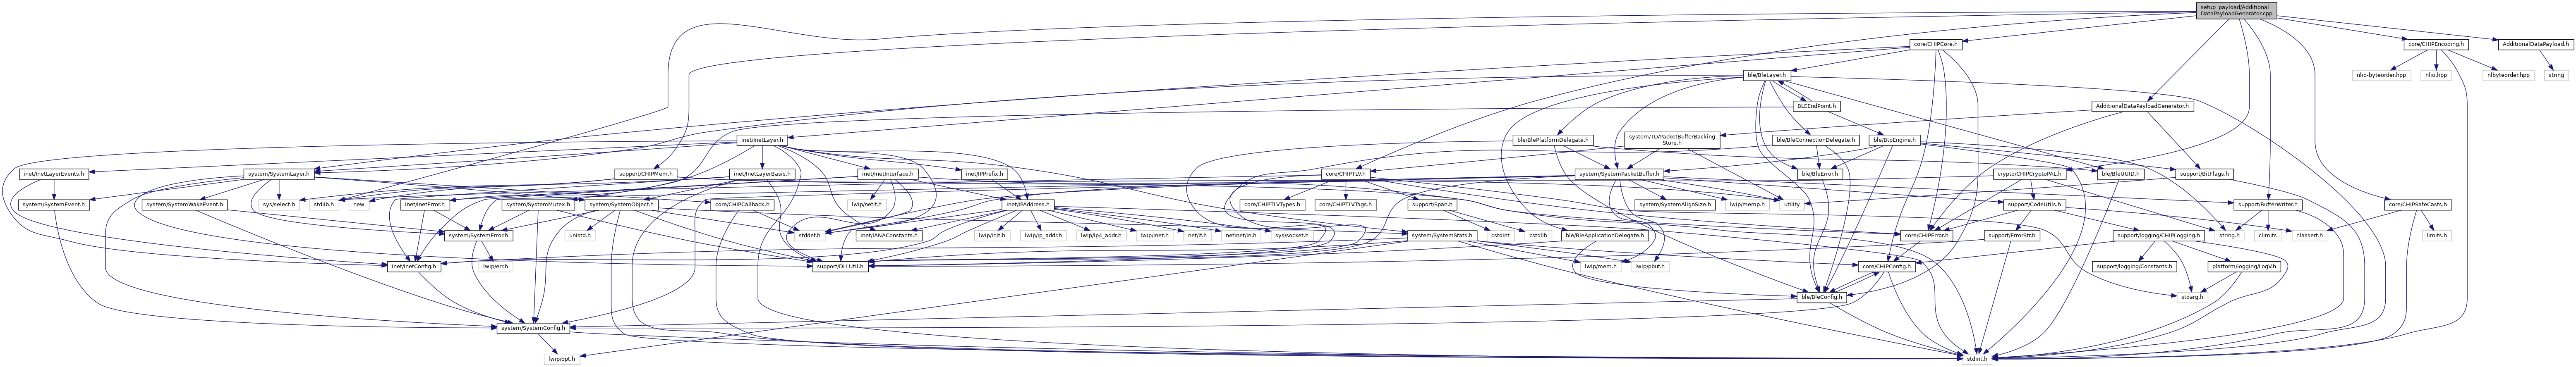 setup_payload/Additional
DataPayloadGenerator.cpp
core/CHIPCore.h
core/CHIPEncoding.h
AdditionalDataPayload.h
ble/BleLayer.h
nlio-byteorder.hpp
nlio.hpp
nlbyteorder.hpp
string
BLEEndPoint.h
AdditionalDataPayloadGenerator.h
inet/InetLayer.h
ble/BlePlatformDelegate.h
system/TLVPacketBufferBacking
Store.h
ble/BleConnectionDelegate.h
ble/BtpEngine.h
inet/InetLayerEvents.h
system/SystemLayer.h
support/CHIPMem.h
inet/InetLayerBasis.h
inet/InetInterface.h
inet/IPPrefix.h
core/CHIPTLV.h
system/SystemPacketBuffer.h
ble/BleError.h
crypto/CHIPCryptoPAL.h
ble/BleUUID.h
support/BitFlags.h
system/SystemEvent.h
system/SystemWakeEvent.h
sys/select.h
stdlib.h
new
inet/InetError.h
system/SystemMutex.h
system/SystemObject.h
core/CHIPCallback.h
lwip/netif.h
inet/IPAddress.h
core/CHIPTLVTypes.h
core/CHIPTLVTags.h
support/Span.h
system/SystemAlignSize.h
lwip/memp.h
utility
support/CodeUtils.h
support/BufferWriter.h
core/CHIPSafeCasts.h
system/SystemError.h
unistd.h
stddef.h
inet/IANAConstants.h
lwip/init.h
lwip/ip_addr.h
lwip/ip4_addr.h
lwip/inet.h
net/if.h
netinet/in.h
sys/socket.h
system/SystemStats.h
cstdint
cstdlib
ble/BleApplicationDelegate.h
core/CHIPError.h
support/ErrorStr.h
support/logging/CHIPLogging.h
string.h
climits
nlassert.h
limits.h
inet/InetConfig.h
lwip/err.h
support/DLLUtil.h
lwip/mem.h
lwip/pbuf.h
core/CHIPConfig.h
support/logging/Constants.h
platform/logging/LogV.h
ble/BleConfig.h
stdarg.h
system/SystemConfig.h
lwip/opt.h
stdint.h